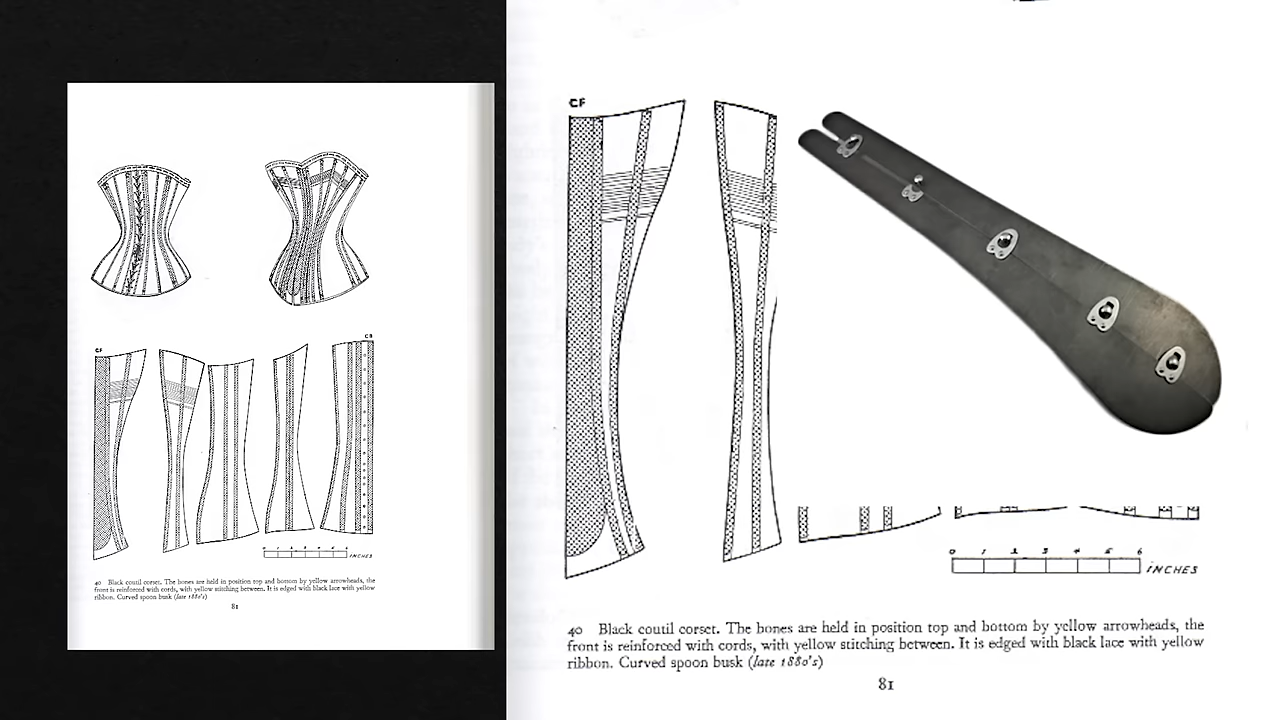 CF
CB
INCHES
40 Black coutil corset. The bones are held in position top and bottom by yellow arrowheads, the
front is reinforced with cords, with yellow stitching between. It is edged with black lace with yellow
ribbon. Curved spoon busk (late 1880's)
81
CF
0 1 2 3 4 5 6
INCHES
40 Black coutil corset. The bones are held in position top and bottom by yellow arrowheads, the
front is reinforced with cords, with yellow stitching between. It is edged with black lace with yellow
ribbon. Curved spoon busk (late 1880's)
81